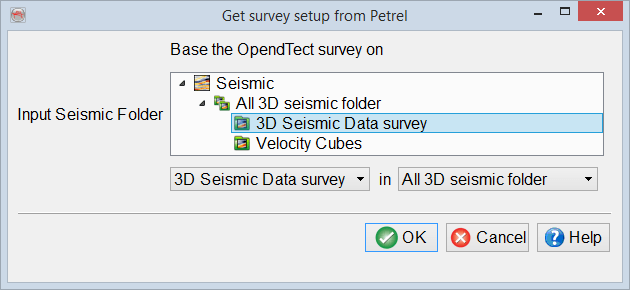 Get survey setup from Petrel
Base the OpendTect survey on
Input Seismic Folder
Seismic
All 3D seismic folder
3D Seismic Data survey
Velocity Cubes
3D Seismic Data survey in All 3D seismic folder
OK Cancel Help